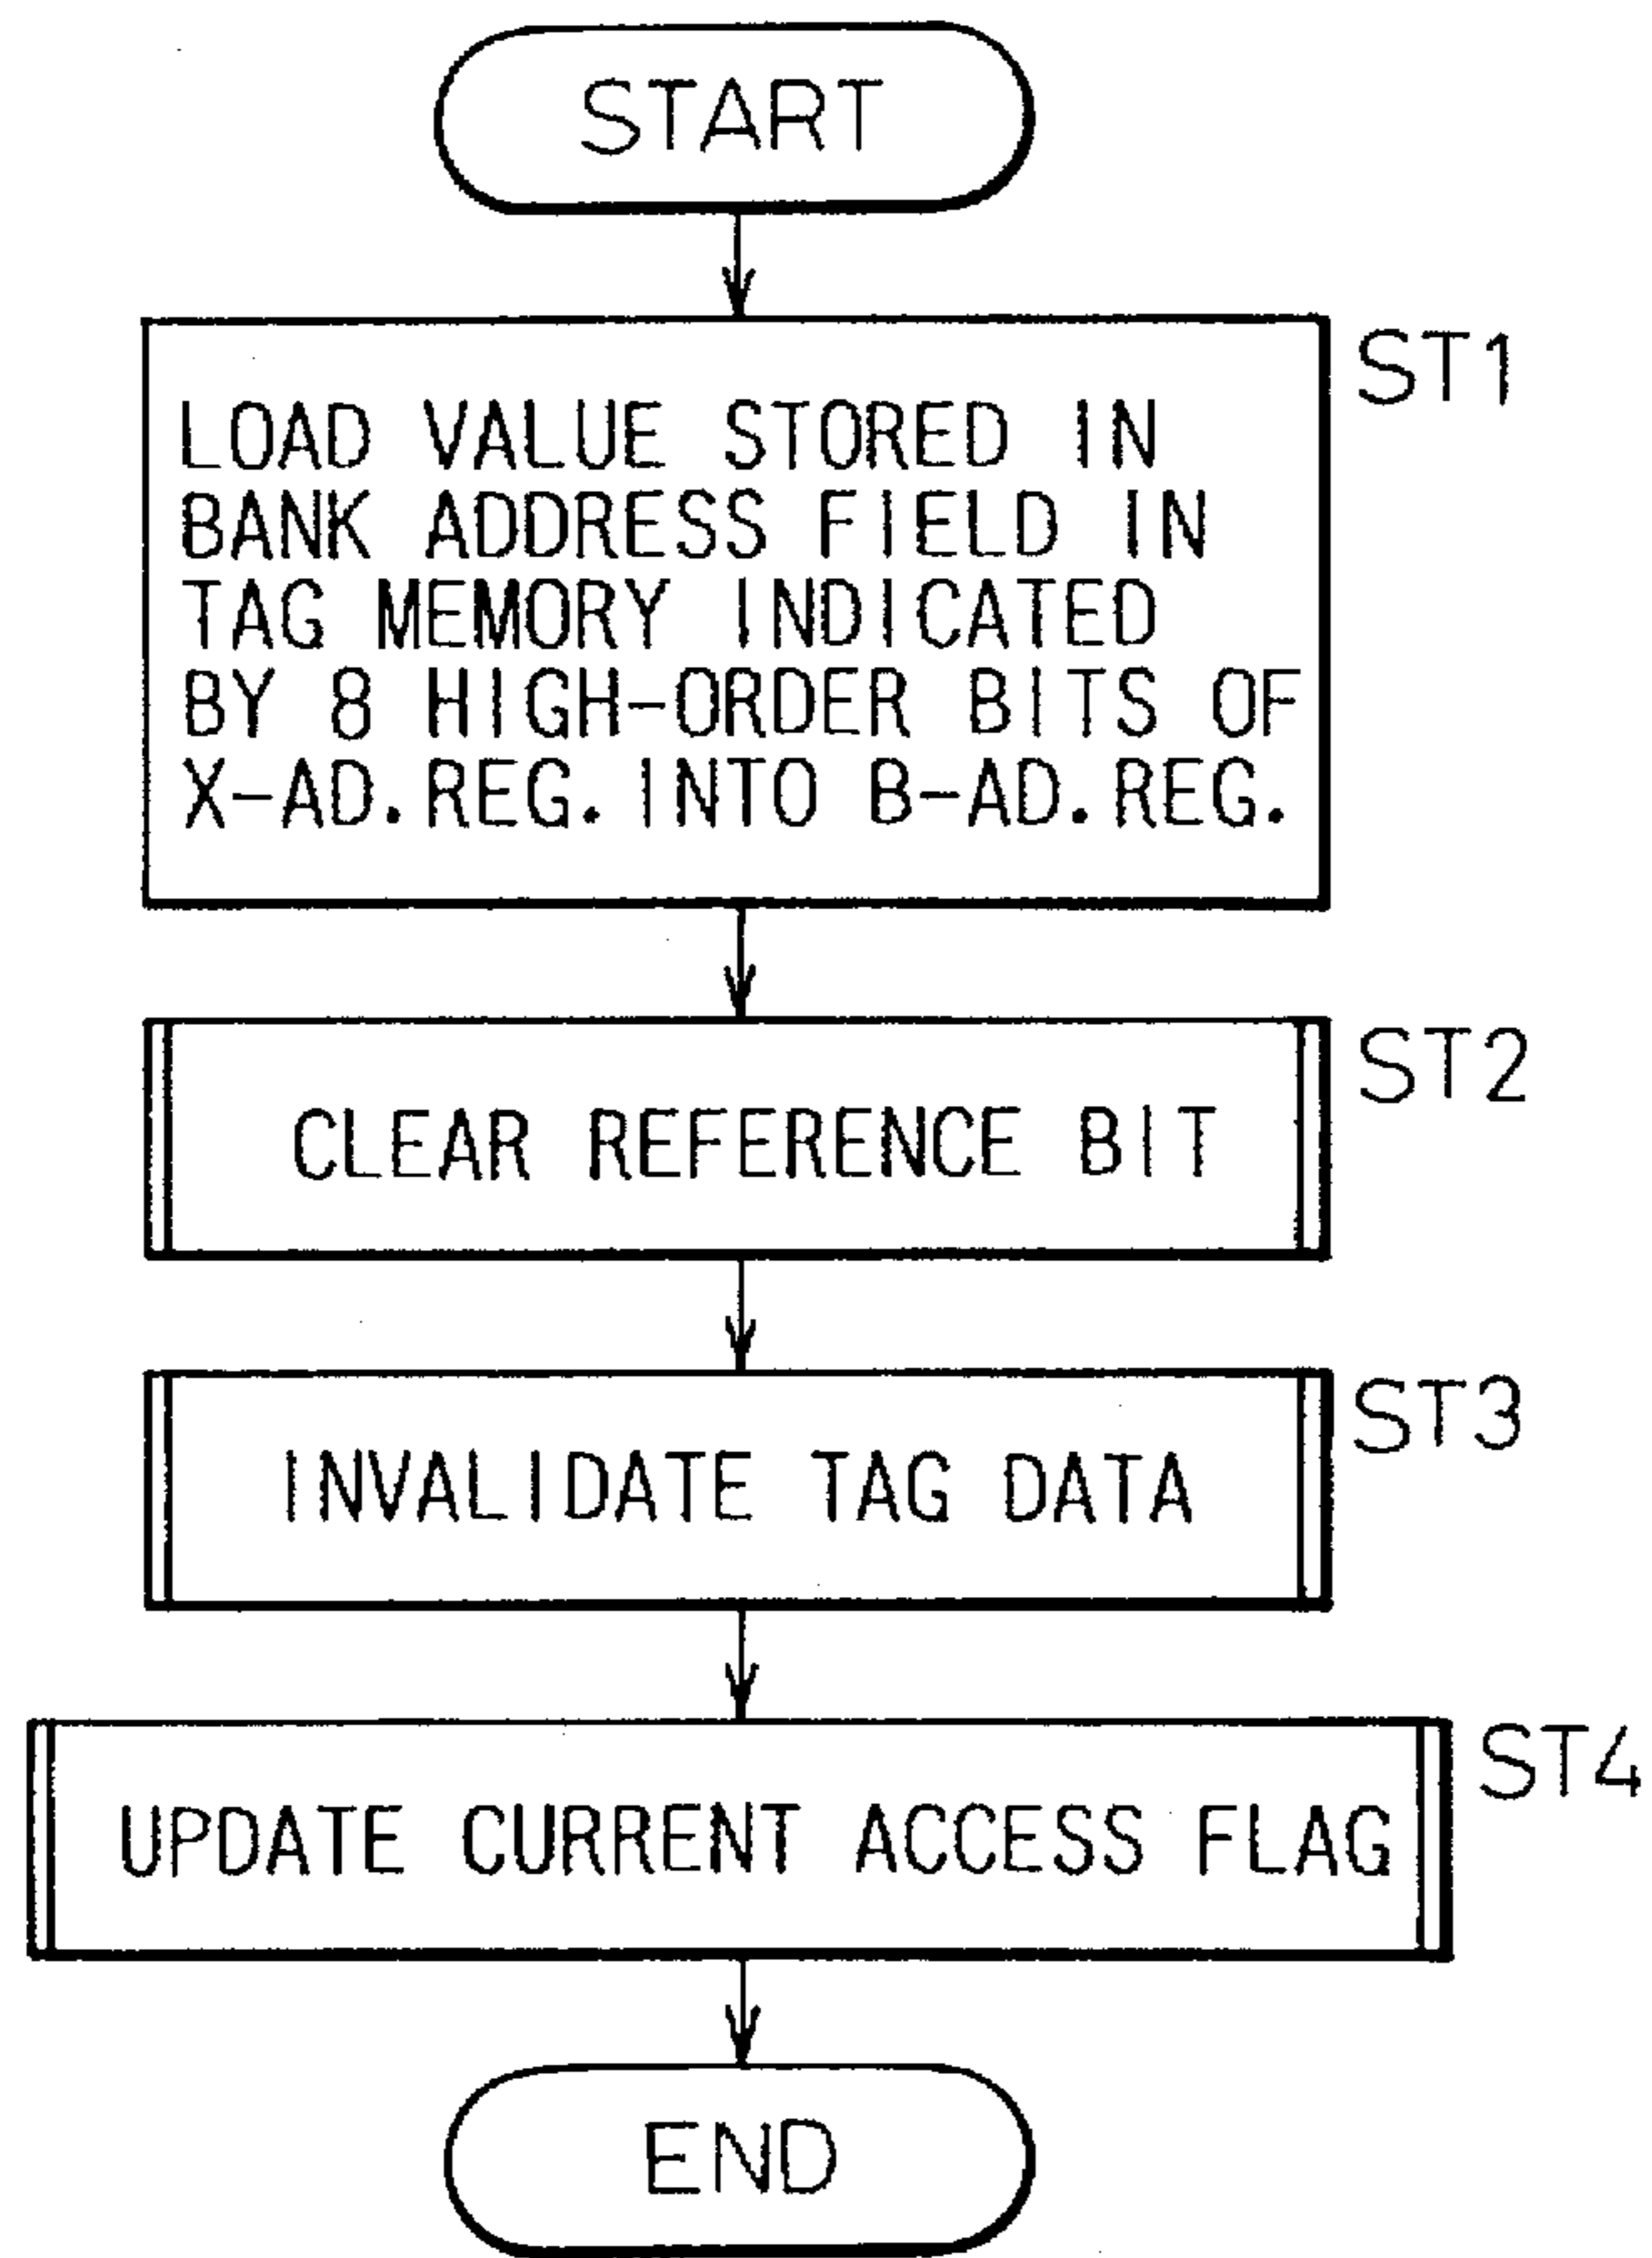 START
ST1
LOAD VALUE STORED IN
BANK ADDRESS FIELD IN
TAG MEMORY INDICATED
BY 8 HIGH-ORDER BITS OF
X-AD.REG. INTO B-AD.REG.
ST2
CLEAR REFERENCE BIT
ST3
INVALIDATE TAG DATA
ST4
UPDATE CURRENT ACCESS FLAG
END